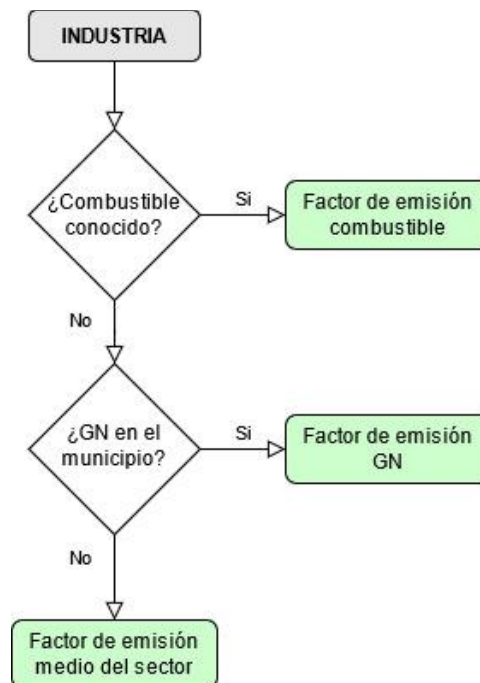 INDUSTRIA
¿Combustible
conocido?
Si
Factor de emisión
combustible
No
¿GN en el
municipio?
Si
Factor de emisión
GN
No
Factor de emisión
medio del sector